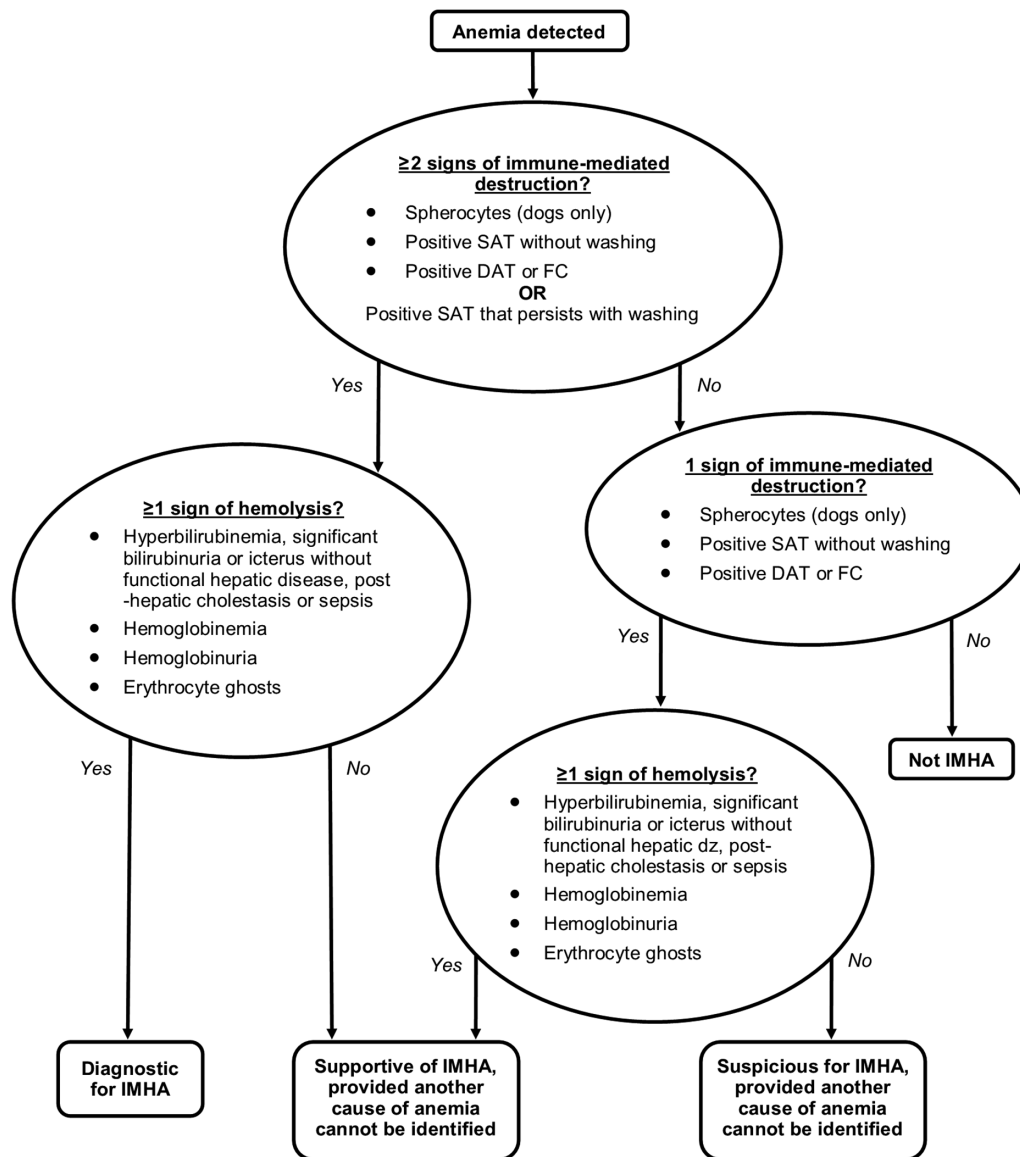 Anemia detected
≥2 signs of immune-mediated
destruction?
● Spherocytes (dogs only)
● Positive SAT without washing
● Positive DAT or FC
OR
Positive SAT that persists with washing
Yes
No
≥1 sign of hemolysis?
● Hyperbilirubinemia, significant
bilirubinuria or icterus without
functional hepatic disease, post
-hepatic cholestasis or sepsis
● Hemoglobinemia
● Hemoglobinuria
● Erythrocyte ghosts
1 sign of immune-mediated
destruction?
● Spherocytes (dogs only)
● Positive SAT without washing
● Positive DAT or FC
Yes
No
Yes
No
Not IMHA
≥1 sign of hemolysis?
● Hyperbilirubinemia, significant
bilirubinuria or icterus without
functional hepatic dz, post-
hepatic cholestasis or sepsis
● Hemoglobinemia
● Hemoglobinuria
● Erythrocyte ghosts
Yes
No
Diagnostic
for IMHA
Supportive of IMHA,
provided another
cause of anemia
cannot be identified
Suspicious for IMHA,
provided another
cause of anemia
cannot be identified